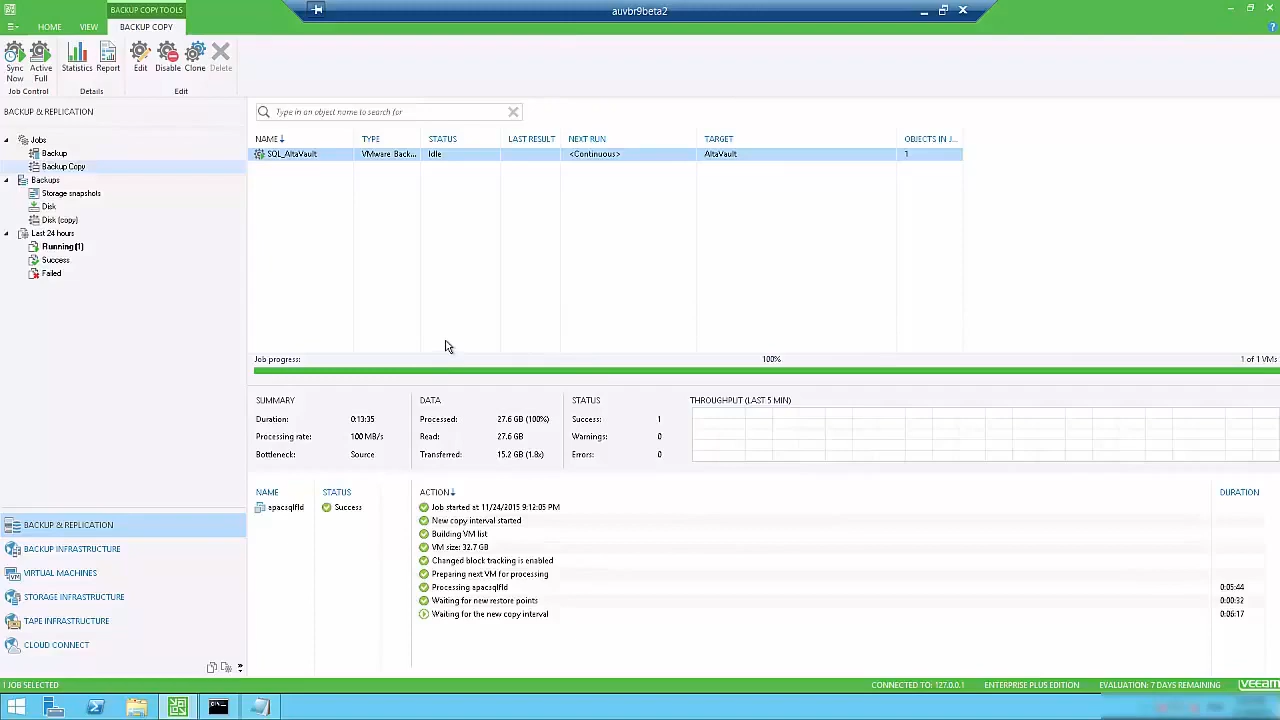 BACKUP COPY TOOLS
auvbr9beta2
HOME VIEW BACKUP COPY
Sync Now
Active Full
Statistics
Report
Edit
Disable
Clone
Delete
Job Control
Details
Edit
BACKUP & REPLICATION
Type in an object name to search for
Jobs
Backup
Backup Copy
Backups
Storage snapshots
Disk
Disk (copy)
Last 24 hours
Running (1)
Success
Failed
NAME TYPE STATUS LAST RESULT NEXT RUN TARGET OBJECTS IN J...
SQL_AltaVault VMware Back... Idle <Continuous> AltaVault 1
Job progress: 100% 1 of 1 VMs
SUMMARY
Duration: 0:13:35
Processing rate: 100 MB/s
Bottleneck: Source
DATA
Processed: 27.6 GB (100%)
Read: 27.6 GB
Transferred: 15.2 GB (1.8x)
STATUS
Success: 1
Warnings: 0
Errors: 0
THROUGHPUT (LAST 5 MIN)
NAME STATUS
apacsqlfld Success
ACTION DURATION
Job started at 11/24/2015 9:12:05 PM
New copy interval started
Building VM list
VM size: 32.7 GB
Changed block tracking is enabled
Preparing next VM for processing
Processing apacsqlfld 0:05:44
Waiting for new restore points 0:00:32
Waiting for the new copy interval 0:06:17
BACKUP & REPLICATION
BACKUP INFRASTRUCTURE
VIRTUAL MACHINES
STORAGE INFRASTRUCTURE
TAPE INFRASTRUCTURE
CLOUD CONNECT
1 JOB SELECTED CONNECTED TO: 127.0.0.1 ENTERPRISE PLUS EDITION EVALUATION: 7 DAYS REMAINING veeam